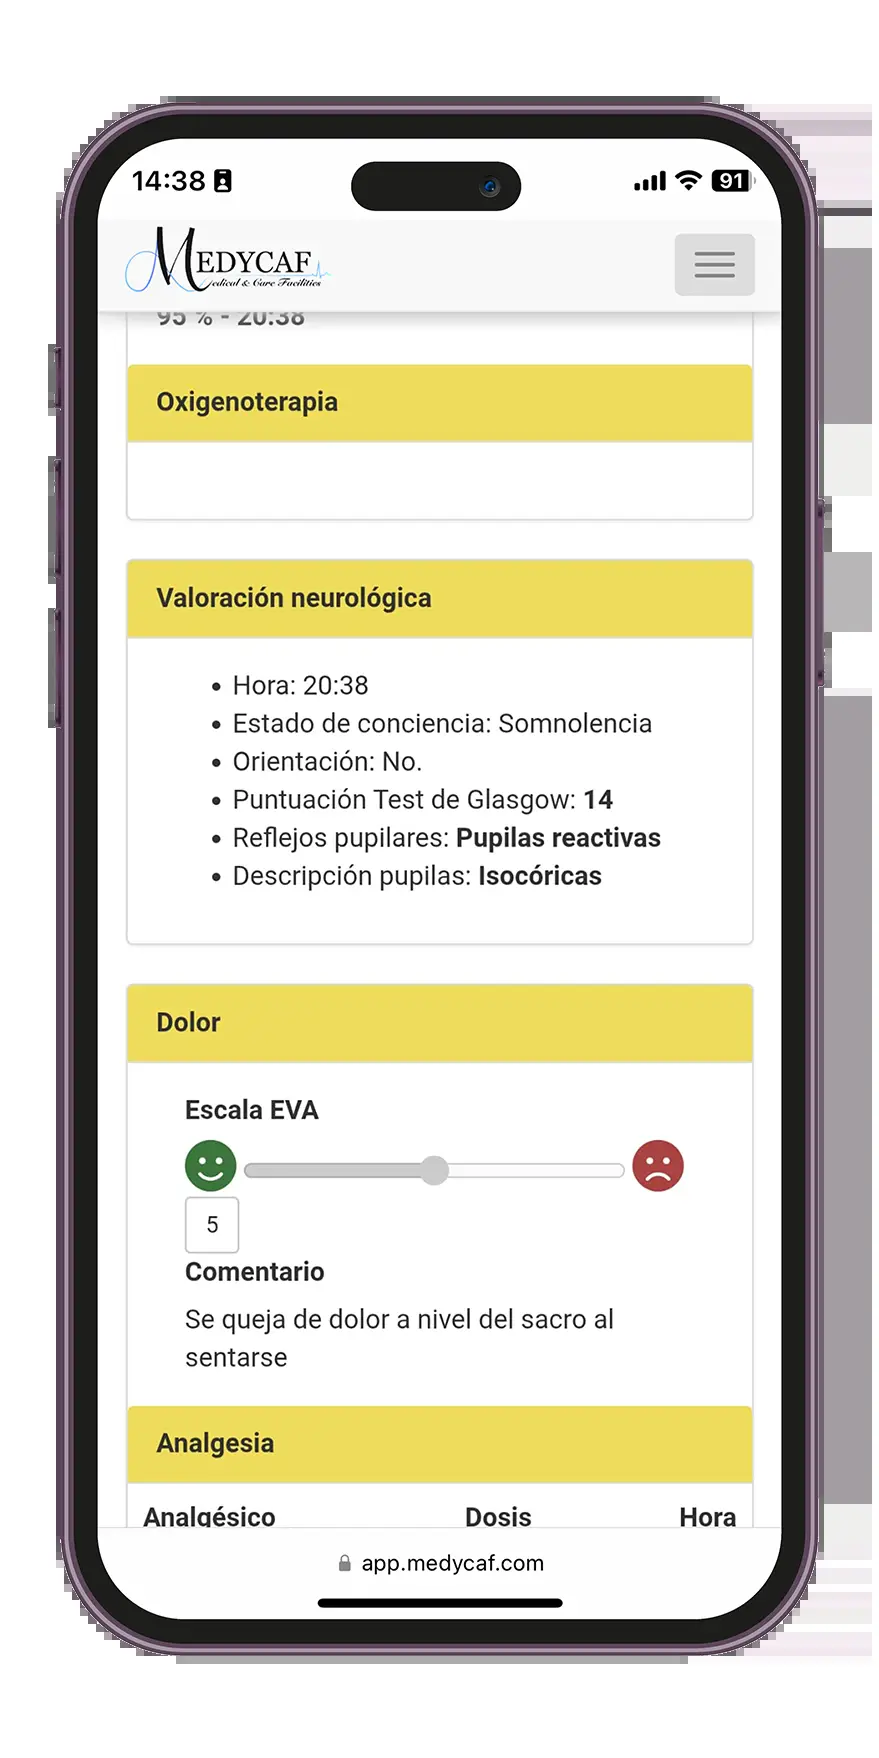 14:38
91
MEDYCAF
Medical & Care Facilities
95 % - 20:38
Oxigenoterapia
Valoración neurológica
Hora: 20:38
Estado de conciencia: Somnolencia
Orientación: No.
Puntuación Test de Glasgow: 14
Reflejos pupilares: Pupilas reactivas
Descripción pupilas: Isocóricas
Dolor
Escala EVA
5
Comentario
Se queja de dolor a nivel del sacro al
sentarse
Analgesia
Analgésico Dosis Hora
app.medycaf.com